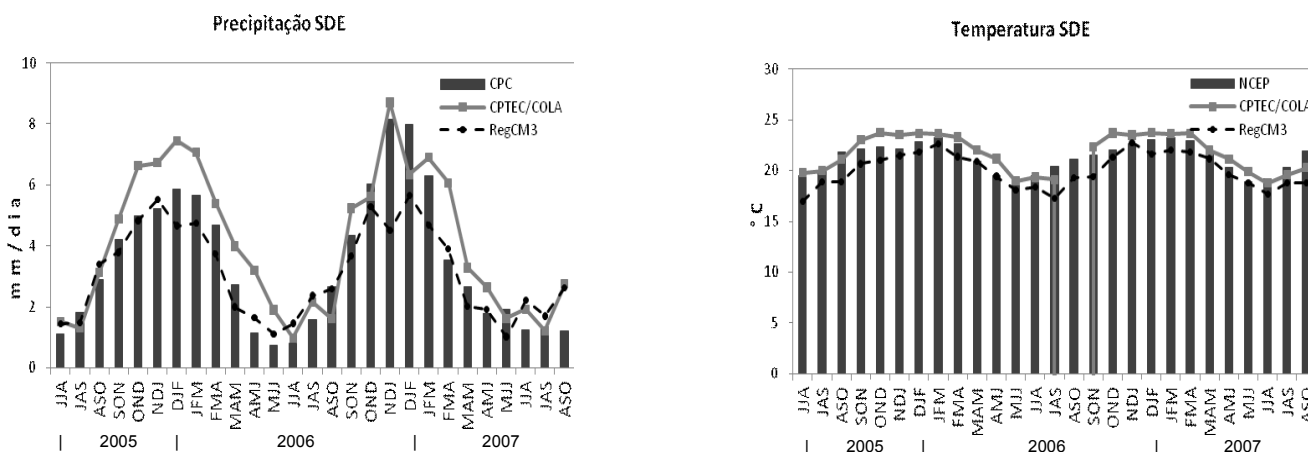 Precipitação SDE
10
8
6
4
2
0
mm/dia
CPC
CPTEC/COLA
RegCM3
JJA JAS ASO SON OND NDJ DJF JFM FMA MAM AMJ MJJ JJA JAS ASO SON OND NDJ DJF JFM FMA MAM AMJ MJJ JJA JAS ASO
2005 2006 2007
Temperatura SDE
30
25
20
15
10
5
0
°C
NCEP
CPTEC/COLA
RegCM3
JJA JAS ASO SON OND NDJ DJF JFM FMA MAM AMJ MJJ JJA JAS ASO SON OND NDJ DJF JFM FMA MAM AMJ MJJ JJA JAS ASO
2005 2006 2007